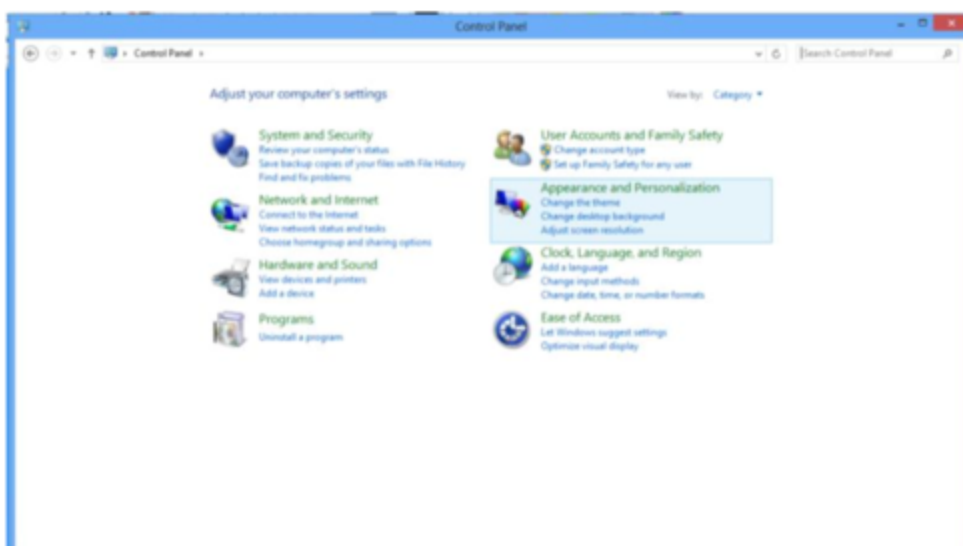 Control Panel
Control Panel
Search Control Panel
Adjust your computer's settings
View by: Category
System and Security
Review your computer's status
Save backup copies of your files with File History
Find and fix problems
Network and Internet
Connect to the Internet
View network status and tasks
Choose homegroup and sharing options
Hardware and Sound
View devices and printers
Add a device
Programs
Uninstall a program
User Accounts and Family Safety
Change account type
Set up Family Safety for any user
Appearance and Personalization
Change the theme
Change desktop background
Adjust screen resolution
Clock, Language, and Region
Add a language
Change input methods
Change date, time, or number formats
Ease of Access
Let Windows suggest settings
Optimize visual display